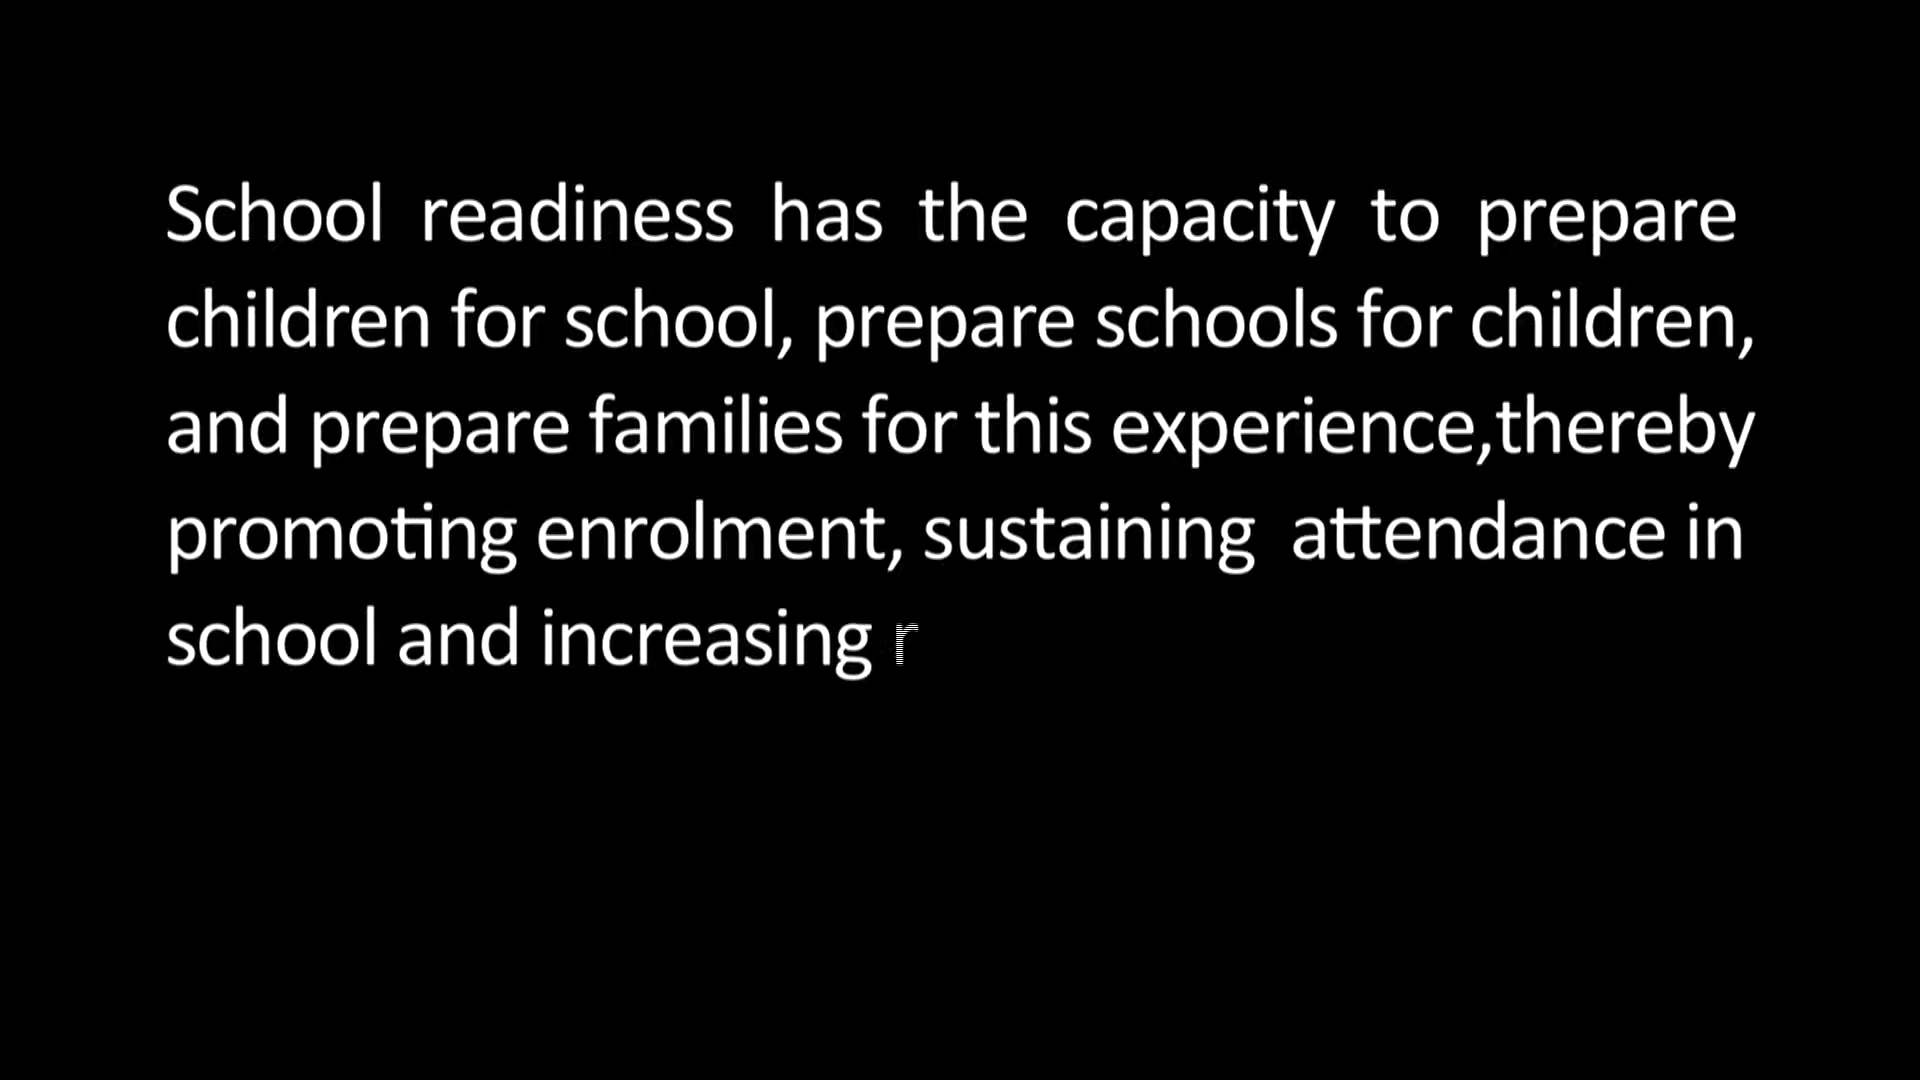 School readiness has the capacity to prepare
children for school, prepare schools for children,
and prepare families for this experience,thereby
promoting enrolment, sustaining attendance in
school and increasing r